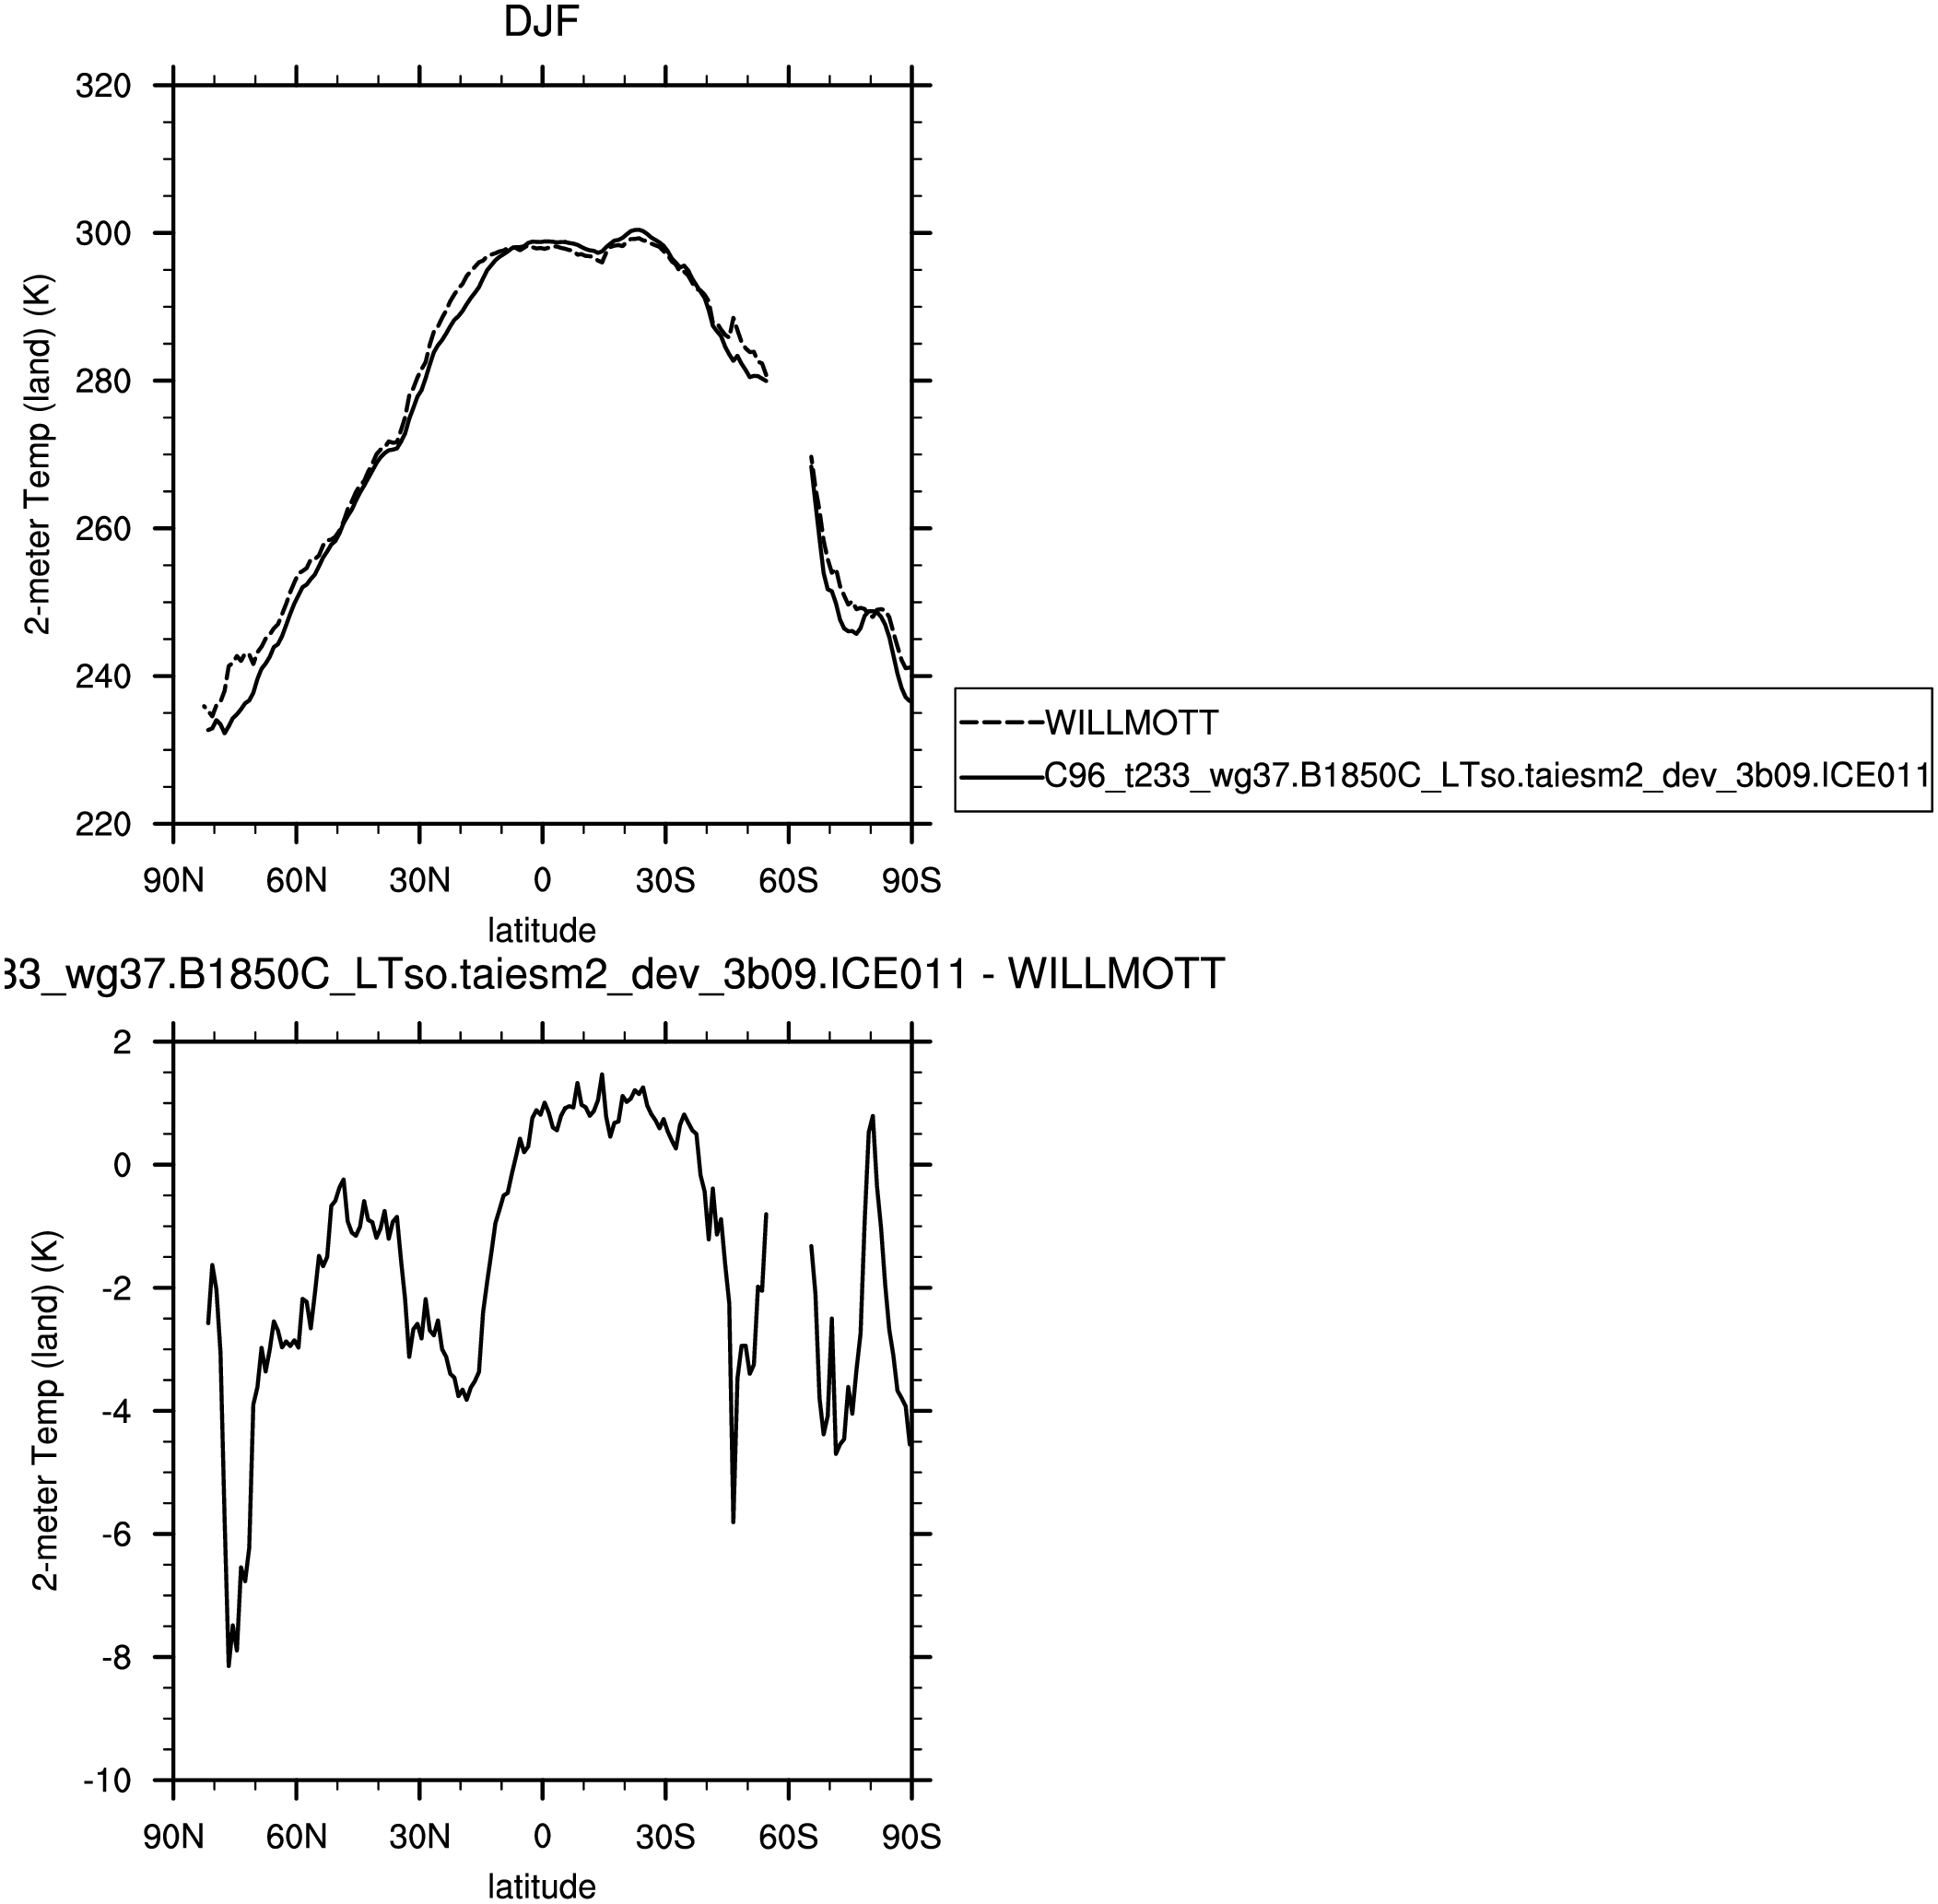 DJF
320
300
280
260
240
220
2-meter Temp (land) (K)
90N 60N 30N 0 30S 60S 90S
latitude
WILLMOTT
C96_t233_wg37.B1850C_LTso.taiesm2_dev_3b09.ICE011
33_wg37.B1850C_LTso.taiesm2_dev_3b09.ICE011 - WILLMOTT
2
0
-2
-4
-6
-8
-10
2-meter Temp (land) (K)
90N 60N 30N 0 30S 60S 90S
latitude